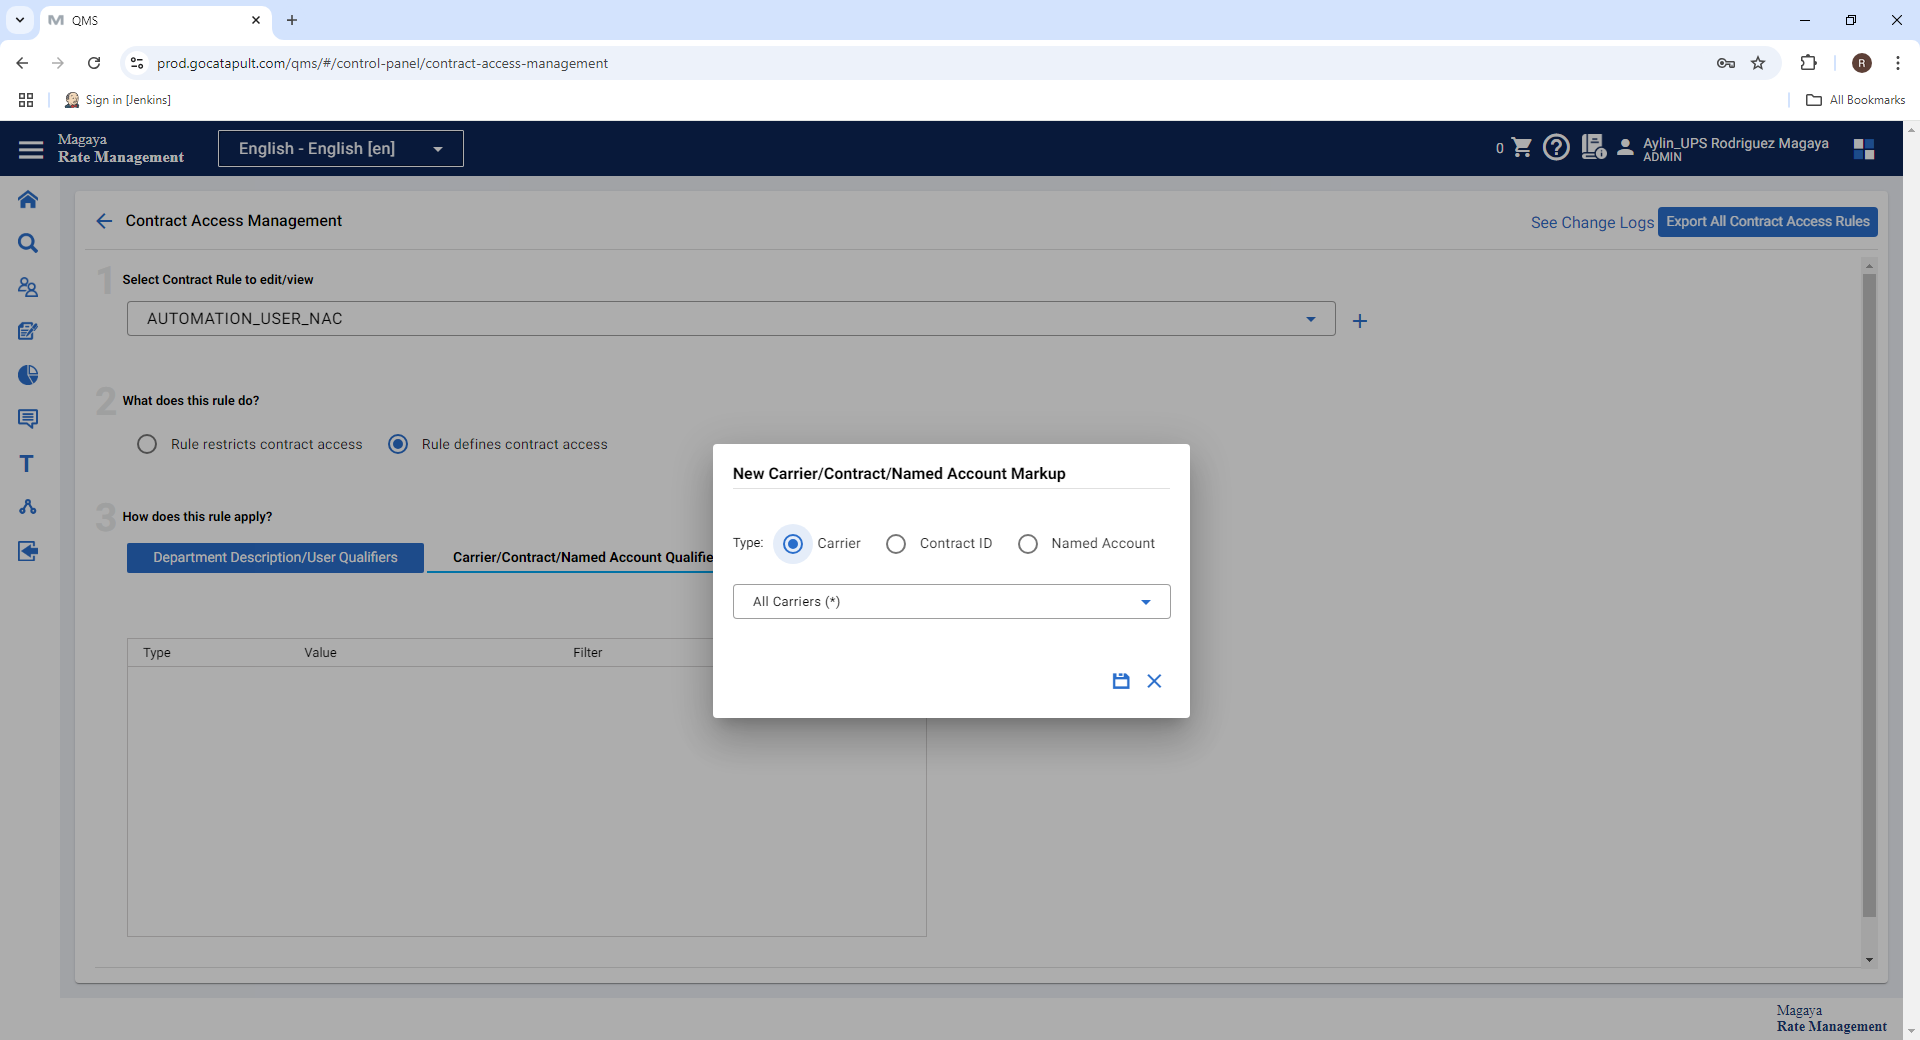 QMS
prod.gocatapult.com/qms/#/control-panel/contract-access-management
R
Sign in [Jenkins]
All Bookmarks
Magaya
Rate Management
English - English [en]
0
Aylin_UPS Rodriguez Magaya
ADMIN
Contract Access Management
See Change Logs
Export All Contract Access Rules
1
Select Contract Rule to edit/view
AUTOMATION_USER_NAC
2
What does this rule do?
Rule restricts contract access
Rule defines contract access
3
How does this rule apply?
Department Description/User Qualifiers
Carrier/Contract/Named Account Qualifie
Type
Value
Filter
New Carrier/Contract/Named Account Markup
Type:
Carrier
Contract ID
Named Account
All Carriers (*)
Magaya
Rate Management